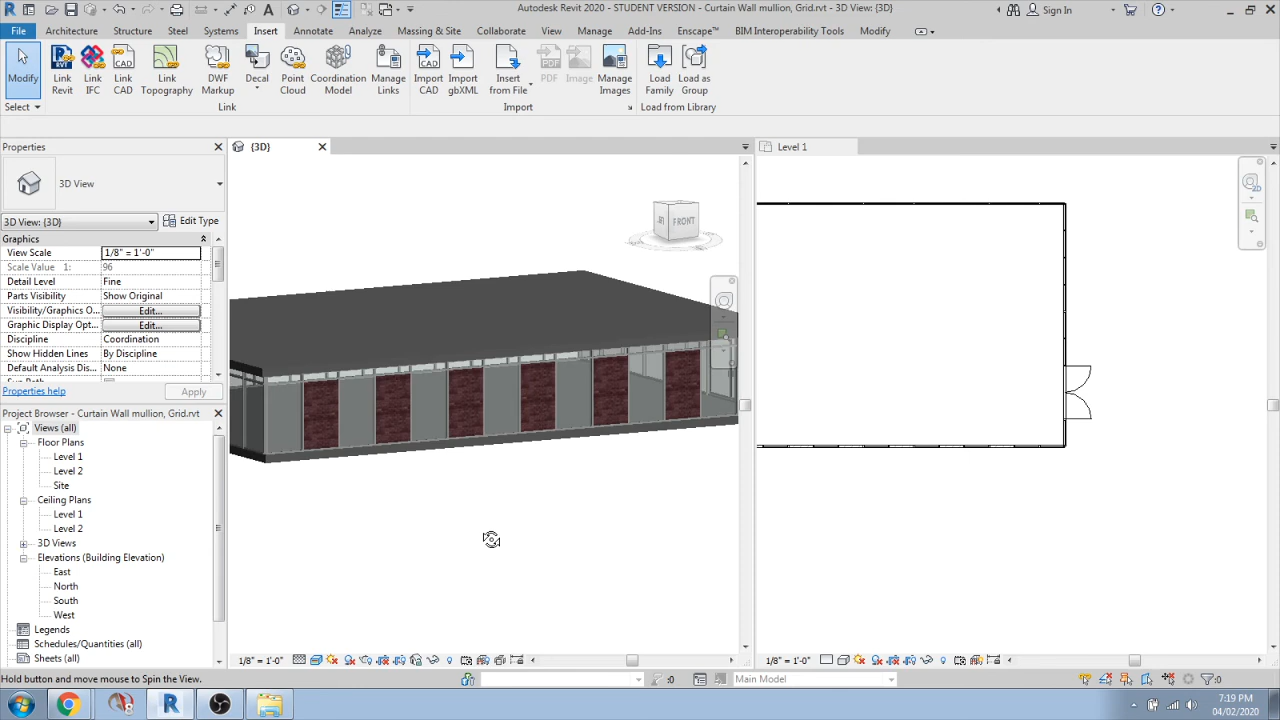 Autodesk Revit 2020 - STUDENT VERSION - Curtain Wall mullion, Grid.rvt - 3D View: {3D}
Sign In
File Architecture Structure Steel Systems Insert Annotate Analyze Massing & Site Collaborate View Manage Add-Ins Enscape™ BIM Interoperability Tools Modify
Modify
Link Revit
Link IFC
Link CAD
Link Topography
DWF Markup
Decal
Point Cloud
Coordination Model
Manage Links
Import CAD
Import gbXML
Insert from File
PDF
Image
Manage Images
Load Family
Load as Group
Select
Link
Import
Load from Library
Properties
{3D}
Level 1
3D View
3D View: {3D}
Edit Type
Graphics
View Scale 1/8" = 1'-0"
Scale Value 1: 96
Detail Level Fine
Parts Visibility Show Original
Visibility/Graphics O... Edit...
Graphic Display Opt... Edit...
Discipline Coordination
Show Hidden Lines By Discipline
Default Analysis Dis... None
Properties help
Apply
FRONT
2D
Project Browser - Curtain Wall mullion, Grid.rvt
Views (all)
Floor Plans
Level 1
Level 2
Site
Ceiling Plans
Level 1
Level 2
3D Views
Elevations (Building Elevation)
East
North
South
West
Legends
Schedules/Quantities (all)
Sheets (all)
1/8" = 1'-0"
1/8" = 1'-0"
Hold button and move mouse to Spin the View.
:0
Main Model
:0
7:19 PM
04/02/2020